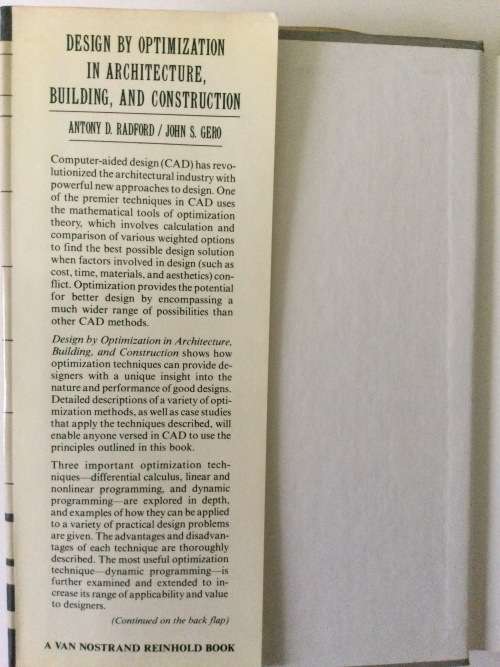 DESIGN BY OPTIMIZATION
IN ARCHITECTURE,
BUILDING, AND CONSTRUCTION
ANTONY D. RADFORD / JOHN S. GERO
Computer-aided design (CAD) has revo-
lutionized the architectural industry with
powerful new approaches to design. One
of the premier techniques in CAD uses
the mathematical tools of optimization
theory, which involves calculation and
comparison of various weighted options
to find the best possible design solution
when factors involved in design (such as
cost, time, materials, and aesthetics) con-
flict. Optimization provides the potential
for better design by encompassing a
much wider range of possibilities than
other CAD methods.
Design by Optimization in Architecture,
Building, and Construction shows how
optimization techniques can provide de-
signers with a unique insight into the
nature and performance of good designs.
Detailed descriptions of a variety of opti-
mization methods, as well as case studies
that apply the techniques described, will
enable anyone versed in CAD to use the
principles outlined in this book.
Three important optimization tech-
niques—differential calculus, linear and
nonlinear programming, and dynamic
programming—are explored in depth,
and examples of how they can be applied
to a variety of practical design problems
are given. The advantages and disadvan-
tages of each technique are thoroughly
described. The most useful optimization
technique—dynamic programming—is
further examined and extended to in-
crease its range of applicability and value
to designers.
(Continued on the back flap)
A VAN NOSTRAND REINHOLD BOOK